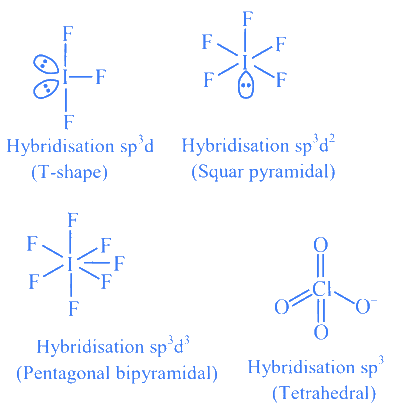 F
I F
F
Hybridisation sp³d
(T-shape)
F
F F
I
F F
Hybridisation sp³d²
(Squar pyramidal)
F
F F
I F
F F
F
Hybridisation sp³d³
(Pentagonal bipyramidal)
O
Cl
O O⁻
O
Hybridisation sp³
(Tetrahedral)